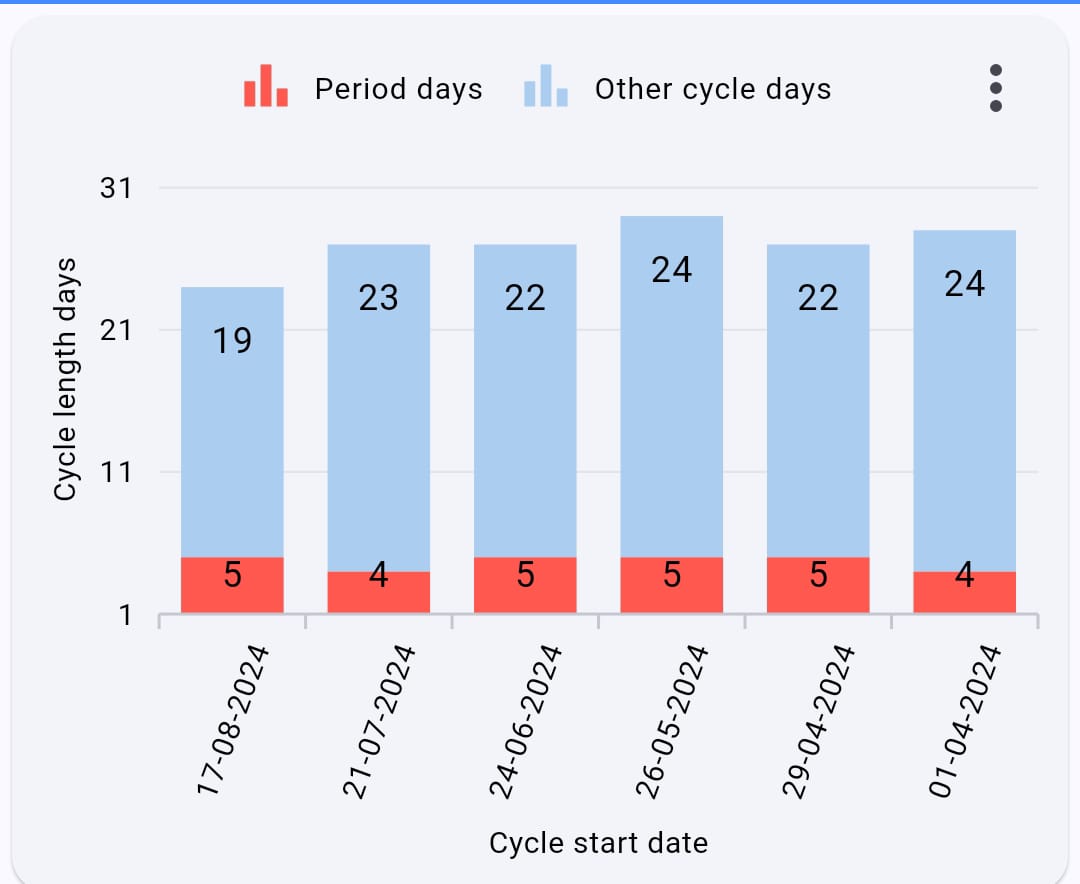 Period days Other cycle days
31
21
11
1
Cycle length days
19 23 22 24 22 24
5 4 5 5 5 4
17-08-2024 21-07-2024 24-06-2024 26-05-2024 29-04-2024 01-04-2024
Cycle start date